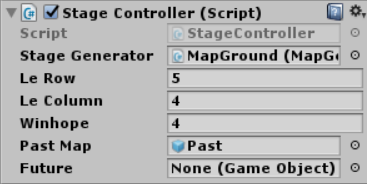 Stage Controller (Script)
Script StageController
Stage Generator MapGround (MapGe
Le Row 5
Le Column 4
Winhope 4
Past Map Past
Future None (Game Object)